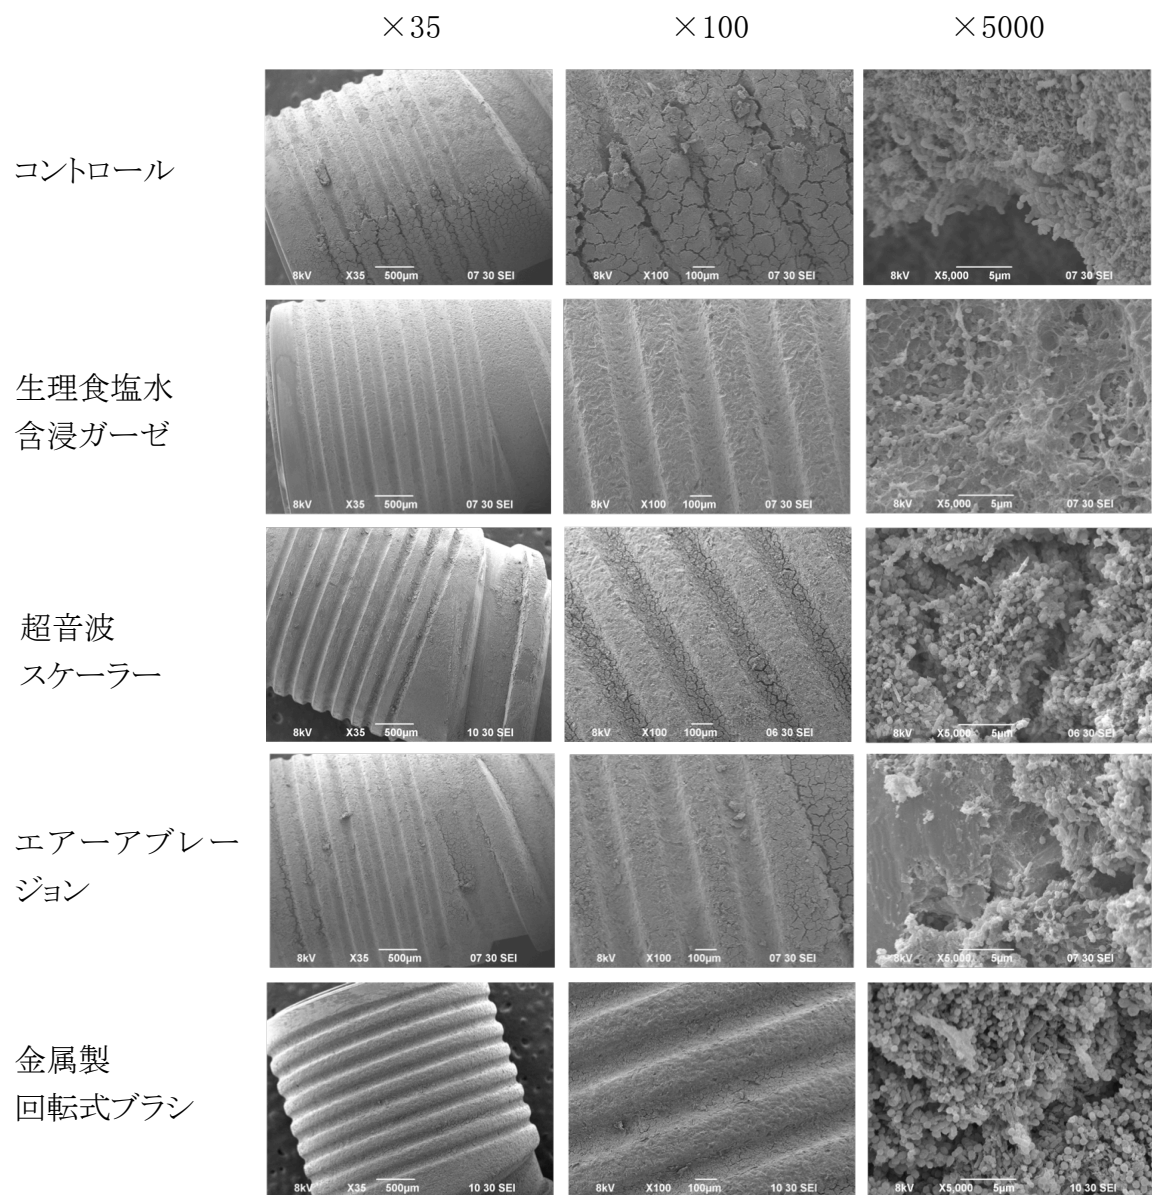 ×35 ×100 ×5000
コントロール
8kV X35 500μm 07 30 SEI
8kV X100 100μm 07 30 SEI
8kV X5,000 5μm 07 30 SEI
生理食塩水
含浸ガーゼ
8kV X35 500μm 07 30 SEI
8kV X100 100μm 07 30 SEI
8kV X5,000 5μm 07 30 SEI
超音波
スケーラー
8kV X35 500μm 10 30 SEI
8kV X100 100μm 06 30 SEI
8kV X5,000 5μm 06 30 SEI
エアーアブレー
ジョン
8kV X35 500μm 07 30 SEI
8kV X100 100μm 07 30 SEI
8kV X5,000 5μm 07 30 SEI
金属製
回転式ブラシ
8kV X35 500μm 10 30 SEI
8kV X100 100μm 10 30 SEI
8kV X5,000 5μm 10 30 SEI